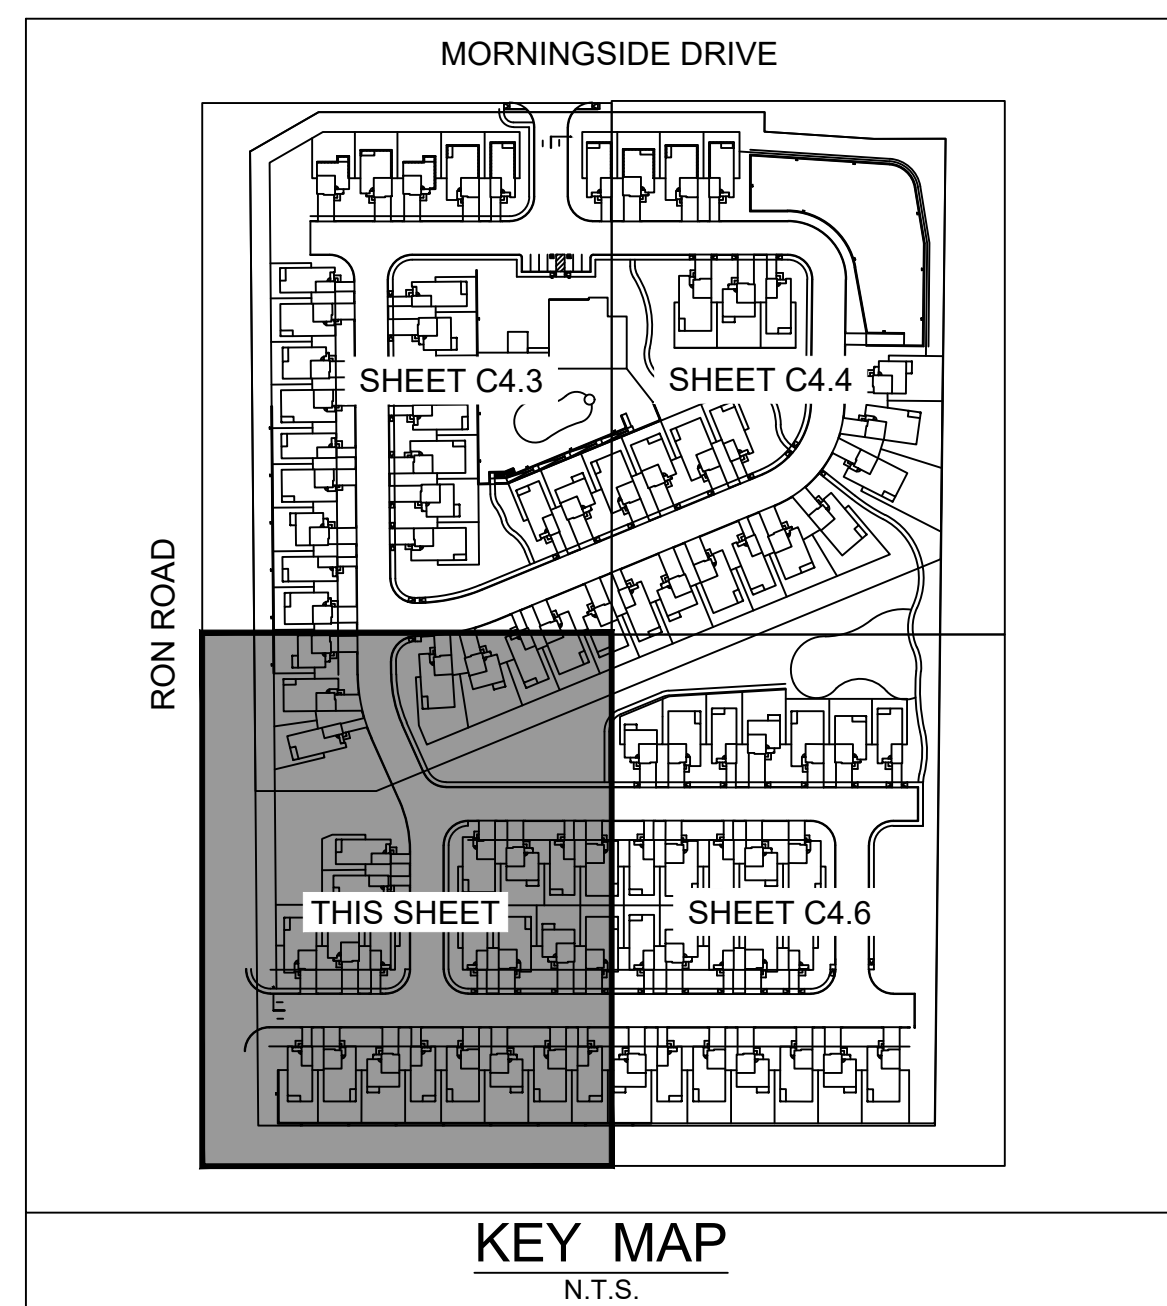 MORNINGSIDE DRIVE
SHEET C4.3
SHEET C4.4
RON ROAD
THIS SHEET
SHEET C4.6
KEY MAP
N.T.S.